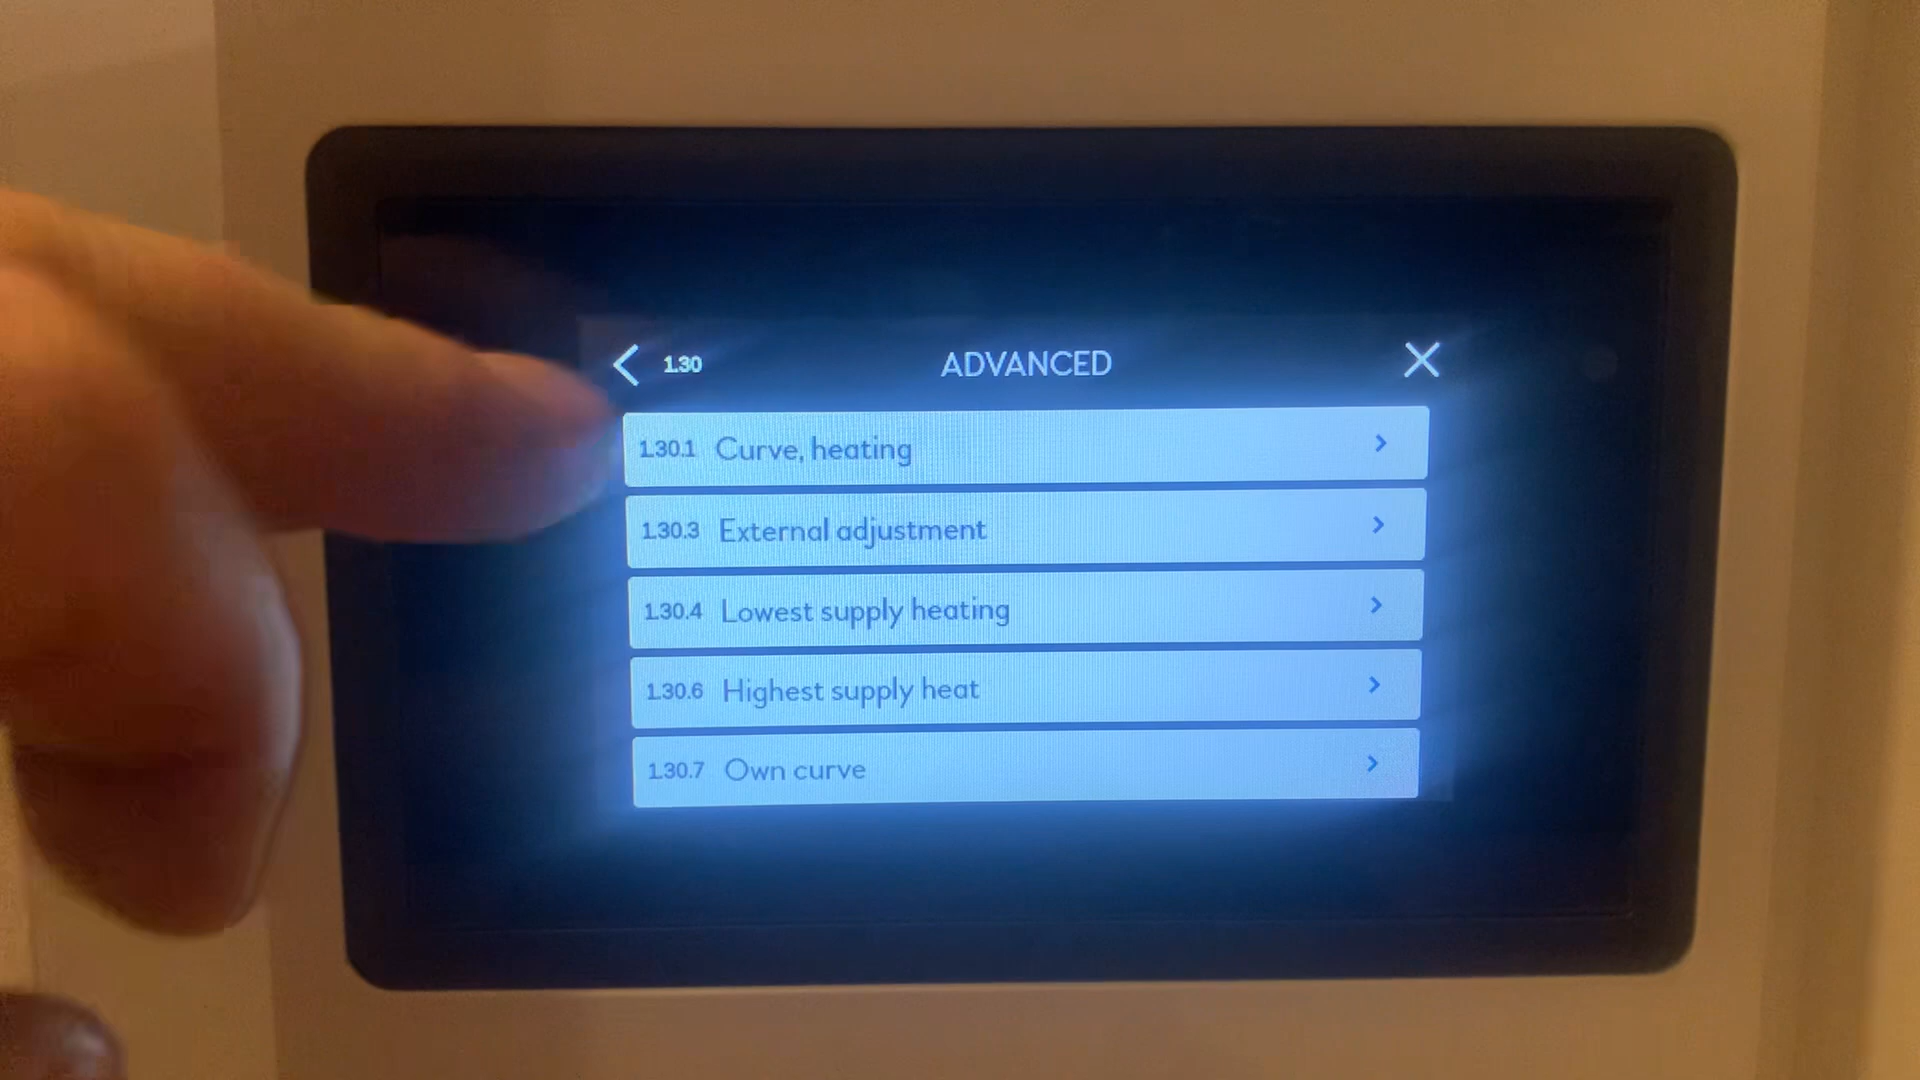 1.30 ADVANCED
1.30.1 Curve, heating
1.30.3 External adjustment
1.30.4 Lowest supply heating
1.30.6 Highest supply heat
1.30.7 Own curve